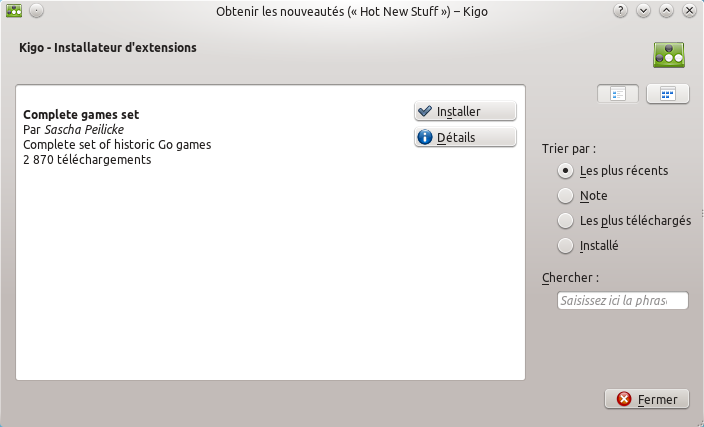 Obtenir les nouveautés (« Hot New Stuff ») – Kigo
Kigo - Installateur d'extensions
Complete games set
Par Sascha Peilicke
Complete set of historic Go games
2 870 téléchargements
Installer
Détails
Trier par :
Les plus récents
Note
Les plus téléchargés
Installé
Chercher :
Saisissez ici la phras
Fermer